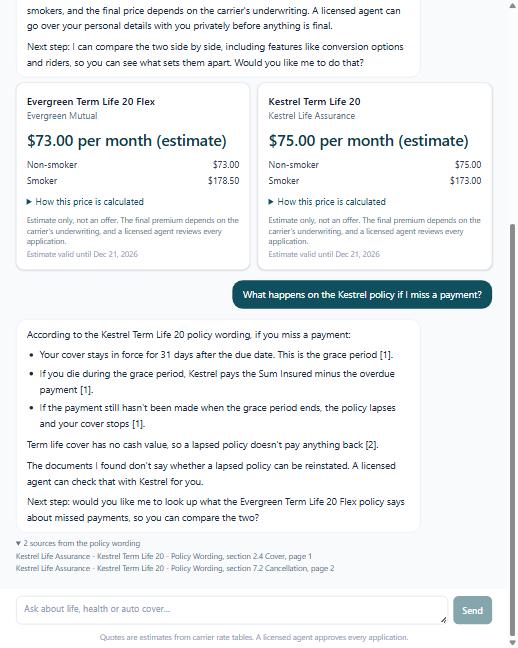 smokers, and the final price depends on the carrier's underwriting. A licensed agent can
go over your personal details with you privately before anything is final.
Next step: I can compare the two side by side, including features like conversion options
and riders, so you can see what sets them apart. Would you like me to do that?
Evergreen Term Life 20 Flex
Evergreen Mutual
$73.00 per month (estimate)
Non-smoker $73.00
Smoker $178.50
▶ How this price is calculated
Estimate only, not an offer. The final premium depends on the
carrier's underwriting, and a licensed agent reviews every
application.
Estimate valid until Dec 21, 2026
Kestrel Term Life 20
Kestrel Life Assurance
$75.00 per month (estimate)
Non-smoker $75.00
Smoker $173.00
▶ How this price is calculated
Estimate only, not an offer. The final premium depends on the
carrier's underwriting, and a licensed agent reviews every
application.
Estimate valid until Dec 21, 2026
What happens on the Kestrel policy if I miss a payment?
According to the Kestrel Term Life 20 policy wording, if you miss a payment:
• Your cover stays in force for 31 days after the due date. This is the grace period [1].
• If you die during the grace period, Kestrel pays the Sum Insured minus the overdue
payment [1].
• If the payment still hasn't been made when the grace period ends, the policy lapses
and your cover stops [1].
Term life cover has no cash value, so a lapsed policy doesn't pay anything back [2].
The documents I found don't say whether a lapsed policy can be reinstated. A licensed
agent can check that with Kestrel for you.
Next step: would you like me to look up what the Evergreen Term Life 20 Flex policy says
about missed payments, so you can compare the two?
▼ 2 sources from the policy wording
Kestrel Life Assurance - Kestrel Term Life 20 - Policy Wording, section 2.4 Cover, page 1
Kestrel Life Assurance - Kestrel Term Life 20 - Policy Wording, section 7.2 Cancellation, page 2
Ask about life, health or auto cover...
Send
Quotes are estimates from carrier rate tables. A licensed agent approves every application.